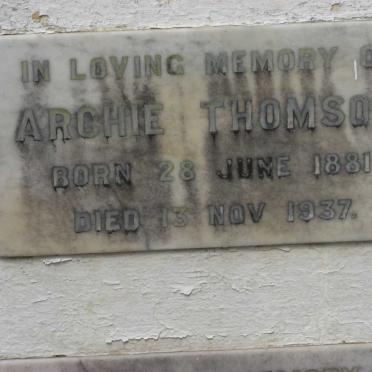 IN LOVING MEMORY O
ARCHIE THOMSO
BORN 28 JUNE 1881
DIED 13 NOV 1937.